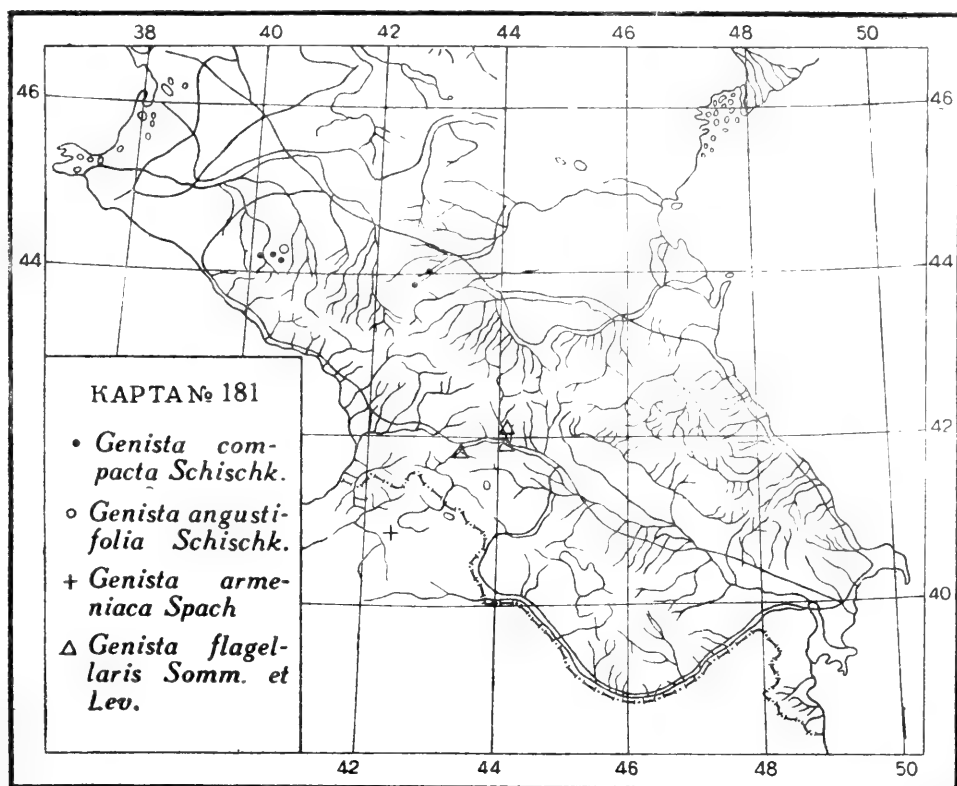 38 40 42 44 46 48 50
46 46
44 44
КАРТА № 181
• Genista com-
pacta Schischk.
○ Genista angusti-
folia Schischk.
+ Genista arme-
niaca Spach
△ Genista flagel-
laris Somm. et
Lev.
42
40
42 44 46 48 50